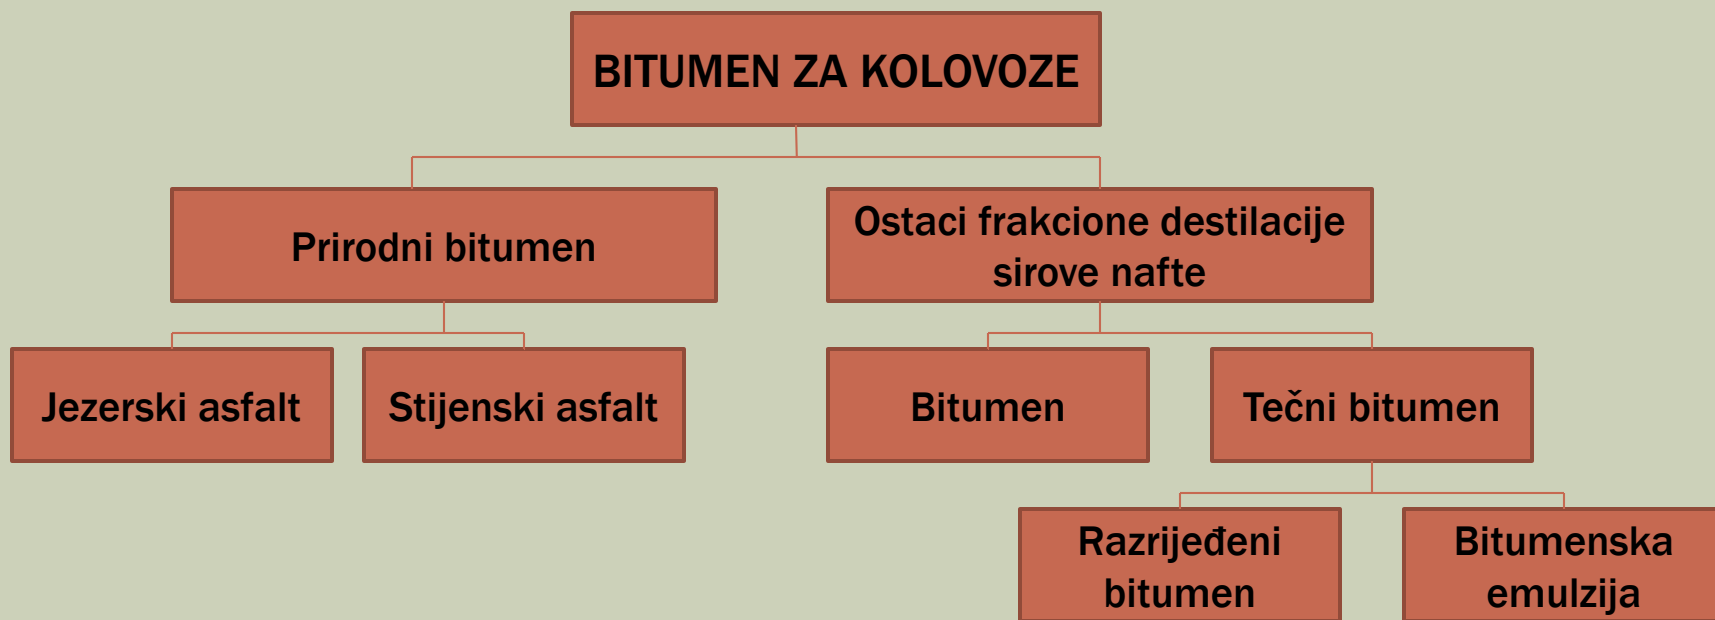 BITUMEN ZA KOLOVOZE
Prirodni bitumen
Ostaci frakcione destilacije
sirove nafte
Jezerski asfalt
Stijenski asfalt
Bitumen
Tečni bitumen
Razrijeđeni
bitumen
Bitumenska
emulzija